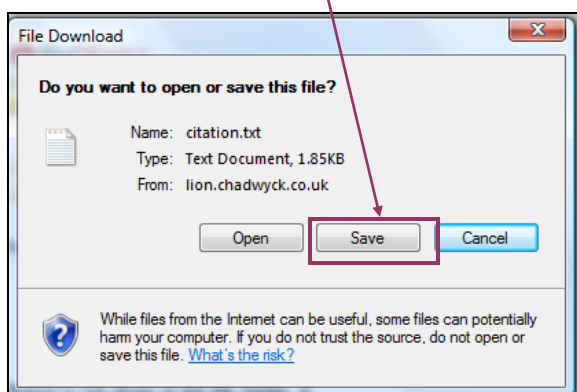 File Download
Do you want to open or save this file?
Name: citation.txt
Type: Text Document, 1.85KB
From: lion.chadwyck.co.uk
Open Save Cancel
While files from the Internet can be useful, some files can potentially
harm your computer. If you do not trust the source, do not open or
save this file. What's the risk?